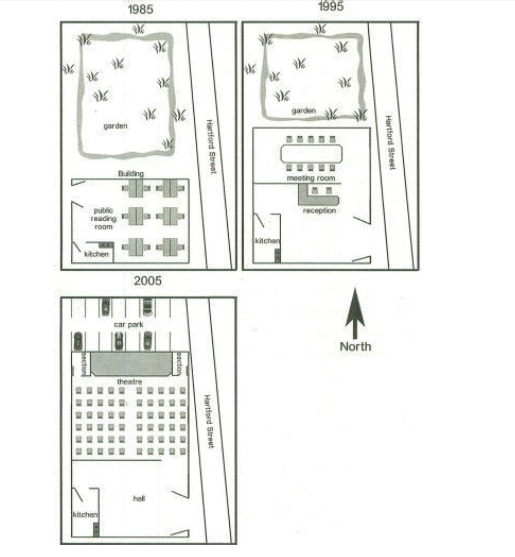 1985
1995
garden
Hartford Street
garden
Hartford Street
Building
public
reading
room
kitchen
meeting room
reception
kitchen
2005
car park
section
section
theatre
Hartford Street
hall
kitchen
North